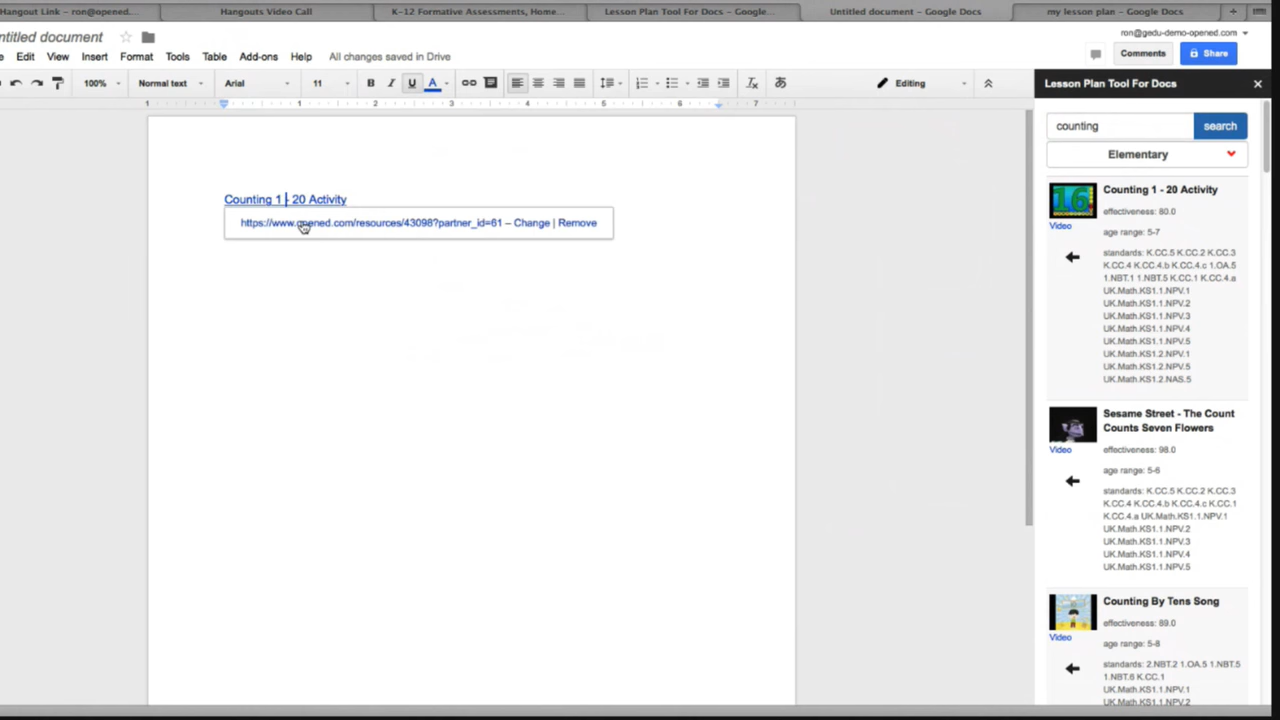 Hangout Link – ron@opened....
Hangouts Video Call
K–12 Formative Assessments, Home...
Lesson Plan Tool For Docs – Google...
Untitled document – Google Docs
my lesson plan – Google Docs
ntitled document
ron@gedu-demo-opened.com
Edit View Insert Format Tools Table Add-ons Help All changes saved in Drive
Comments
Share
100% Normal text Arial 11 B I U A Editing
Lesson Plan Tool For Docs
1 1 2 3 4 5 6 7
counting
search
Elementary
Counting 1 - 20 Activity
https://www.opened.com/resources/43098?partner_id=61 – Change | Remove
16
Video
Counting 1 - 20 Activity
effectiveness: 80.0
age range: 5-7
standards: K.CC.5 K.CC.2 K.CC.3
K.CC.4 K.CC.4.b K.CC.4.c 1.OA.5
1.NBT.1 1.NBT.5 K.CC.1 K.CC.4.a
UK.Math.KS1.1.NPV.1
UK.Math.KS1.1.NPV.2
UK.Math.KS1.1.NPV.3
UK.Math.KS1.1.NPV.4
UK.Math.KS1.1.NPV.5
UK.Math.KS1.2.NPV.1
UK.Math.KS1.2.NPV.5
UK.Math.KS1.2.NAS.5
Video
Sesame Street - The Count
Counts Seven Flowers
effectiveness: 98.0
age range: 5-6
standards: K.CC.5 K.CC.2 K.CC.3
K.CC.4 K.CC.4.b K.CC.4.c K.CC.1
K.CC.4.a UK.Math.KS1.1.NPV.1
UK.Math.KS1.1.NPV.2
UK.Math.KS1.1.NPV.3
UK.Math.KS1.1.NPV.4
UK.Math.KS1.1.NPV.5
Video
Counting By Tens Song
effectiveness: 89.0
age range: 5-8
standards: 2.NBT.2 1.OA.5 1.NBT.5
1.NBT.6 K.CC.1
UK.Math.KS1.1.NPV.1
UK.Math.KS1.1.NPV.2